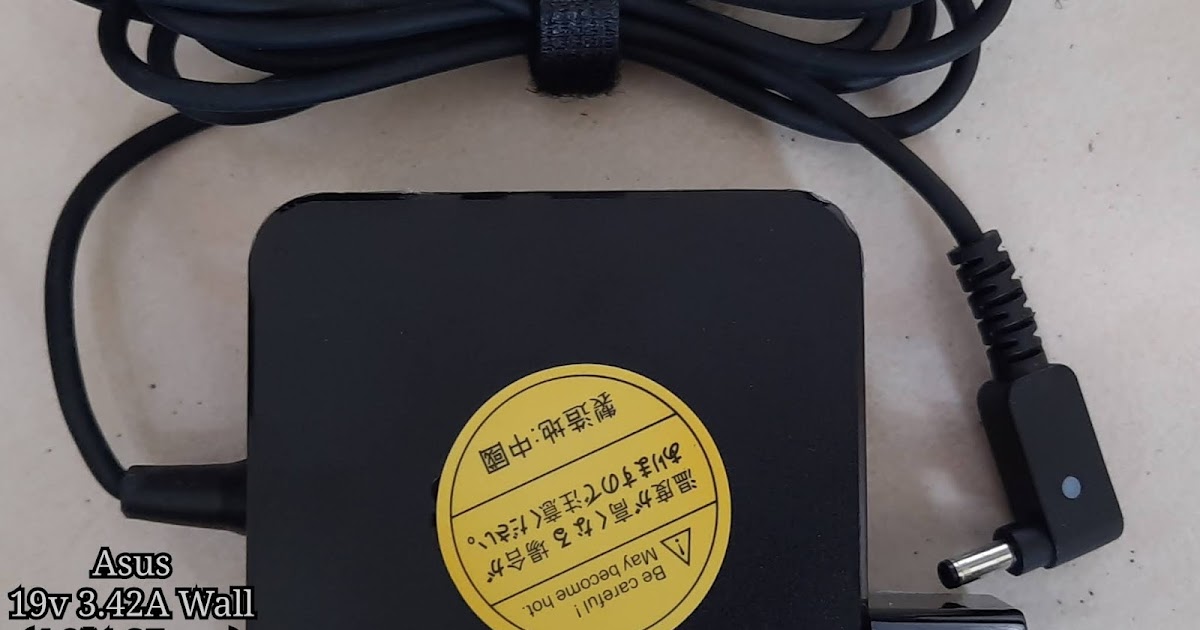 Be careful!
May become hot.
温度が高くなる場合が
ありますので注意ください。
製造地:中國
Asus
19v 3.42A Wall